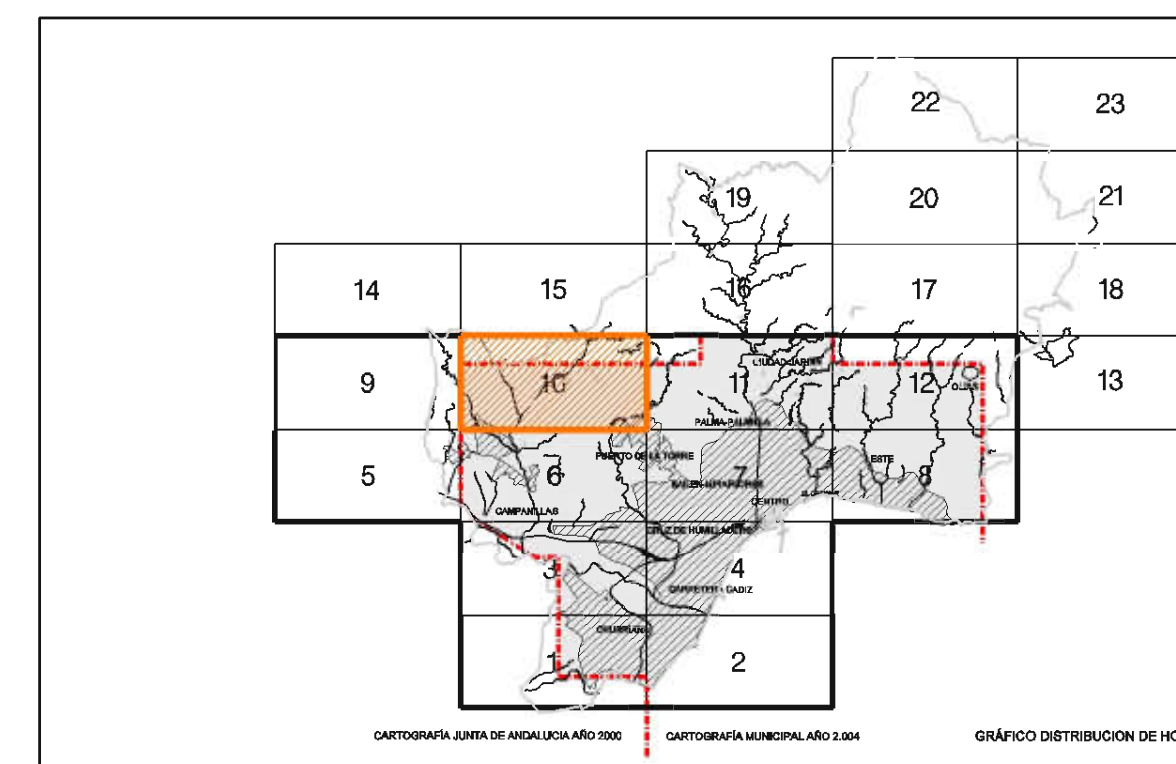 22 23
19 20 21
14 15 16 17 18
CIUDAD JARDIN
9 10 11 12 13
OLIAS
PALMA-PALMILLA
PUERTO DE LA TORRE ESTE
5 6 7 8
CENTRO
CAMPANILLAS
CRUZ DE HUMILLADERO
3 4
CHURRIANA
1 2
CARTOGRAFÍA JUNTA DE ANDALUCIA AÑO 2000 CARTOGRAFÍA MUNICIPAL AÑO 2.004 GRÁFICO DISTRIBUCION DE HO